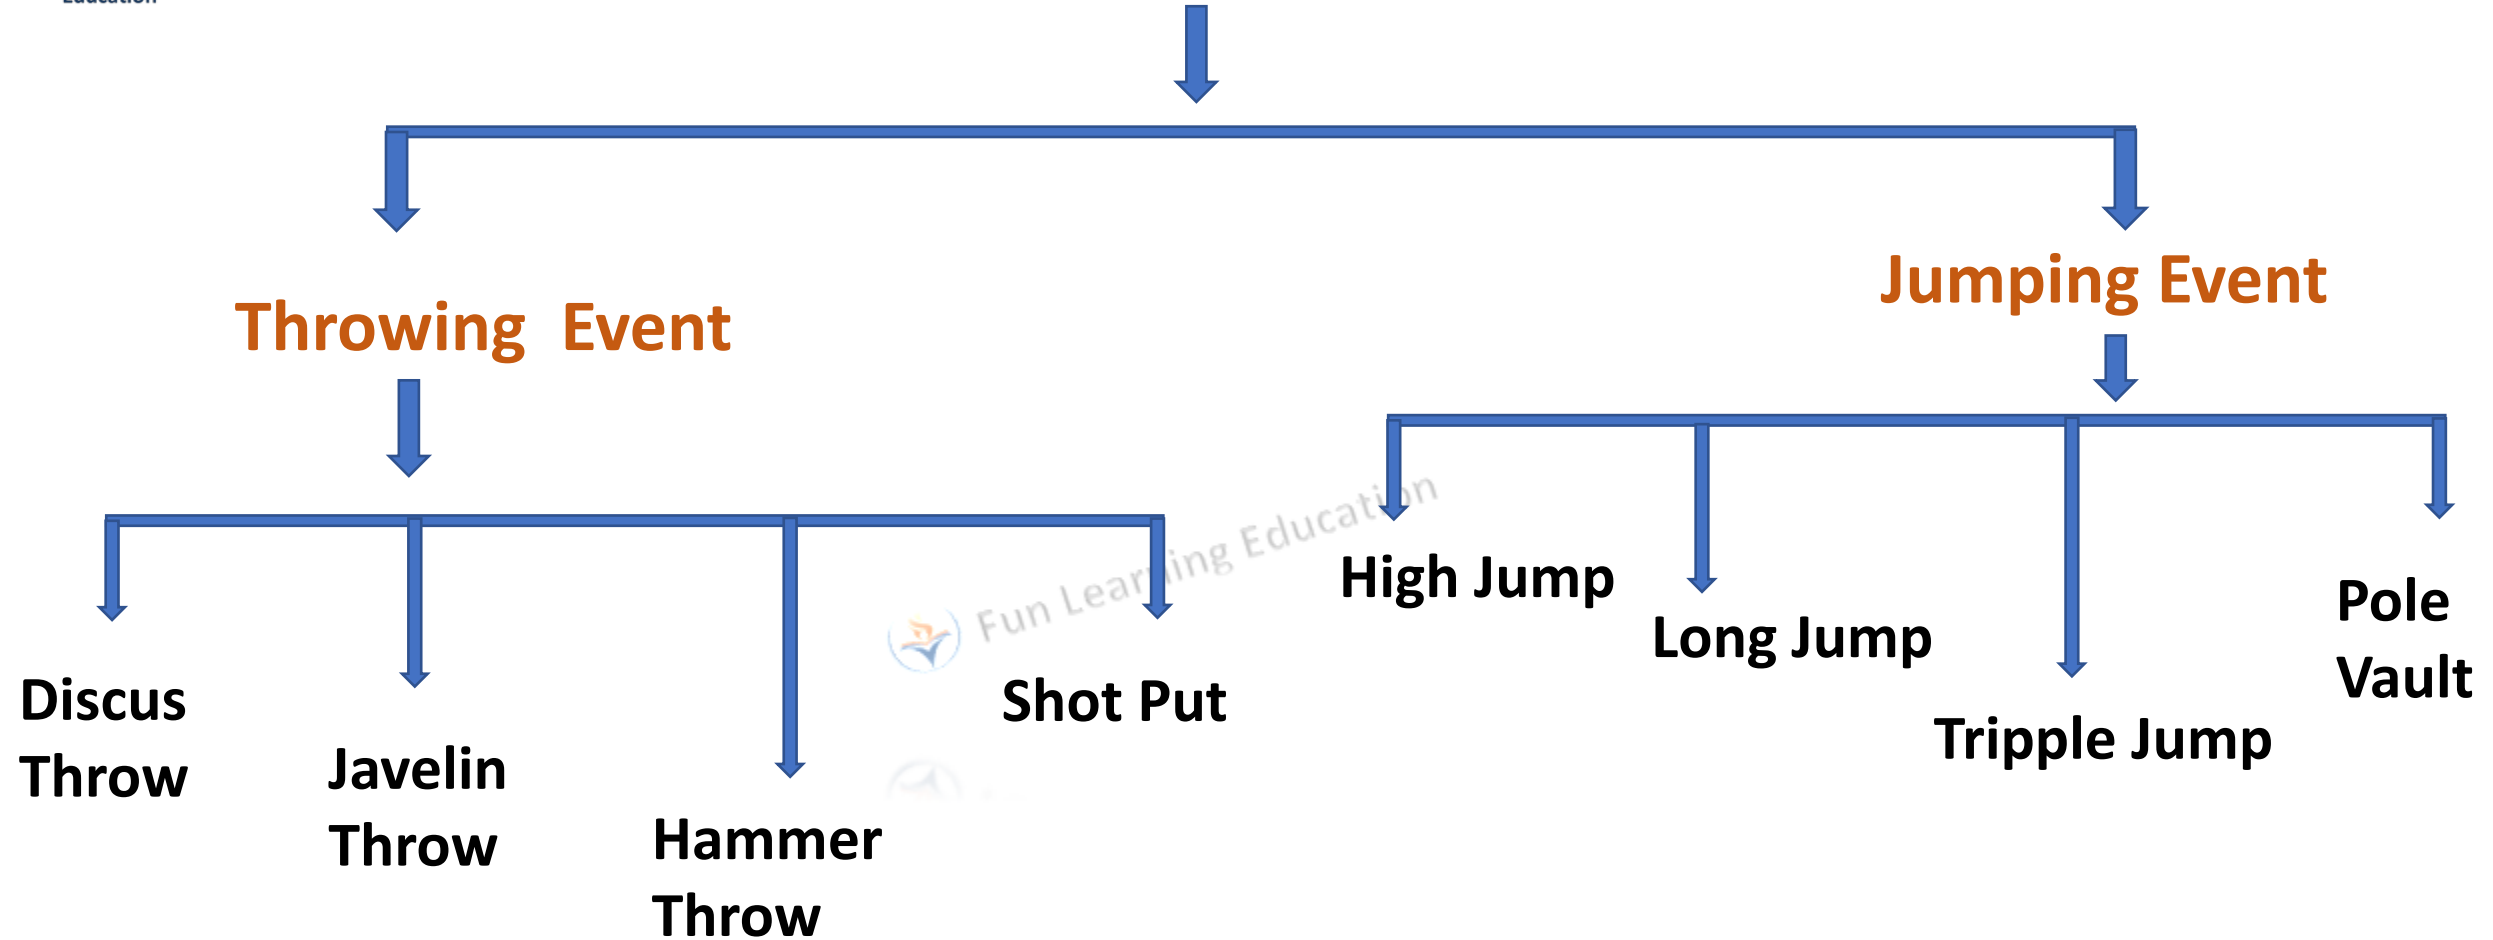 Education
Throwing Event
Jumping Event
Fun Learning Education
High Jump
Long Jump
Tripple Jump
Pole
Vault
Discus
Throw
Javelin
Throw
Hammer
Throw
Shot Put